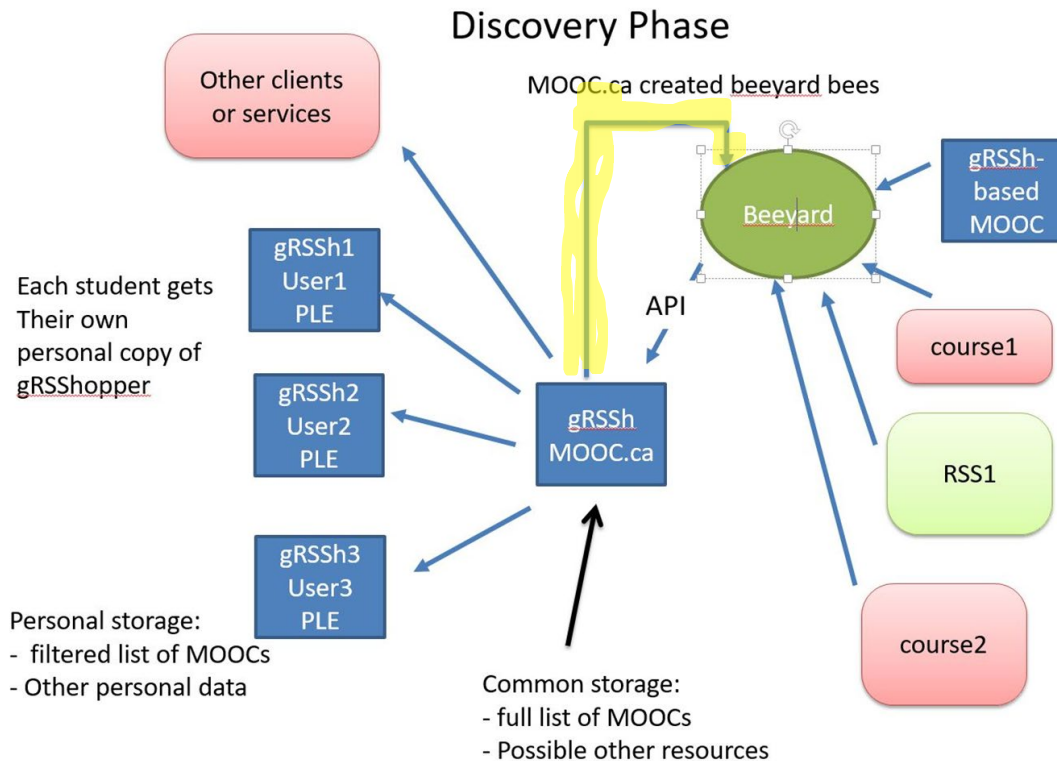 Discovery Phase
Other clients
or services
MOOC.ca created beeyard bees
gRSSh-
based
MOOC
Beeyard
gRSSh1
User1
PLE
Each student gets
Their own
personal copy of
gRSShopper
API
course1
gRSSh2
User2
PLE
gRSSh
MOOC.ca
RSS1
gRSSh3
User3
PLE
Personal storage:
- filtered list of MOOCs
- Other personal data
course2
Common storage:
- full list of MOOCs
- Possible other resources